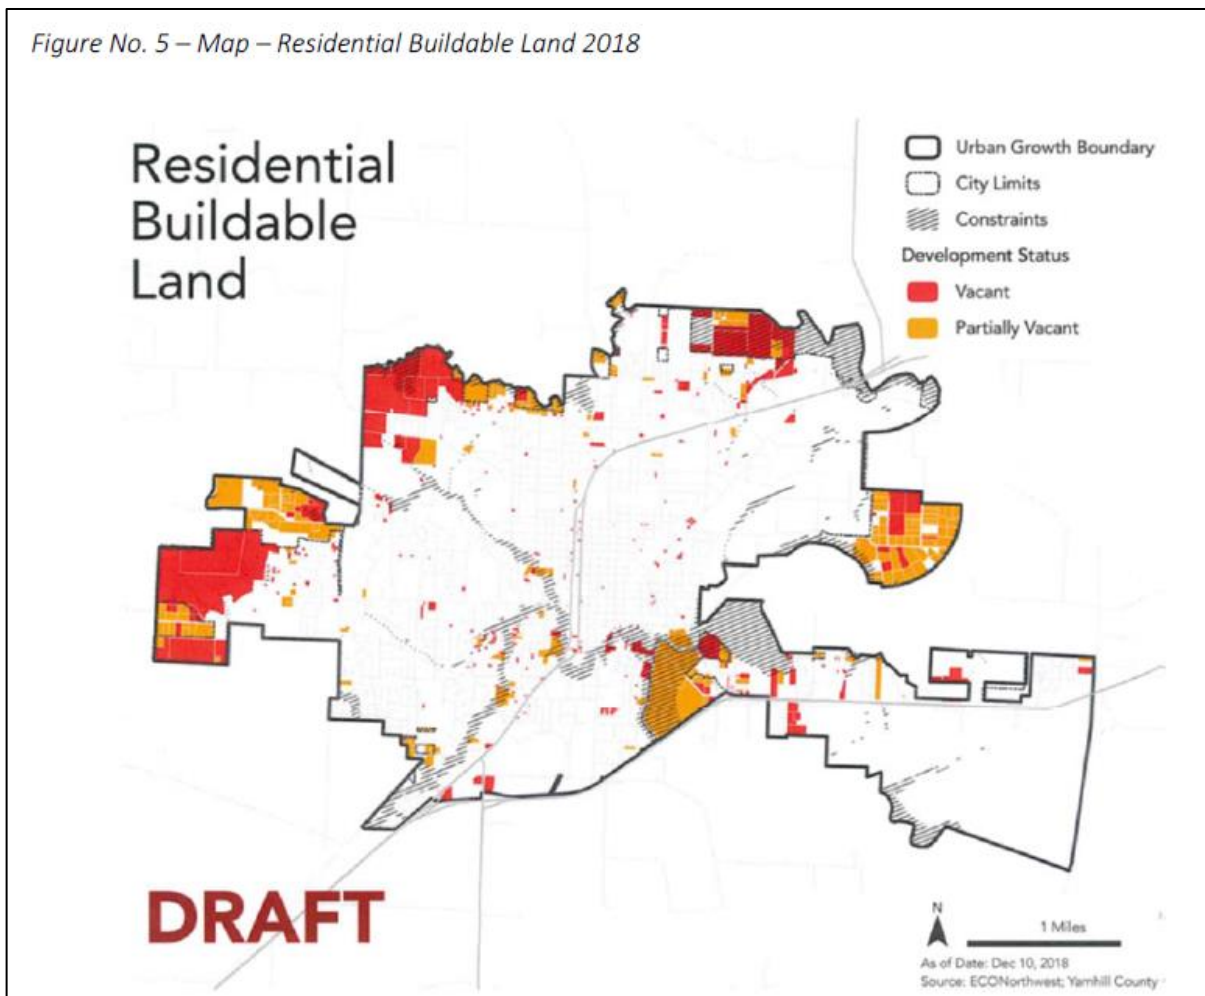 Figure No. 5 – Map – Residential Buildable Land 2018
Residential
Buildable
Land
Urban Growth Boundary
City Limits
Constraints
Development Status
Vacant
Partially Vacant
DRAFT
N
1 Miles
As of Date: Dec 10, 2018
Source: ECONorthwest; Yamhill County